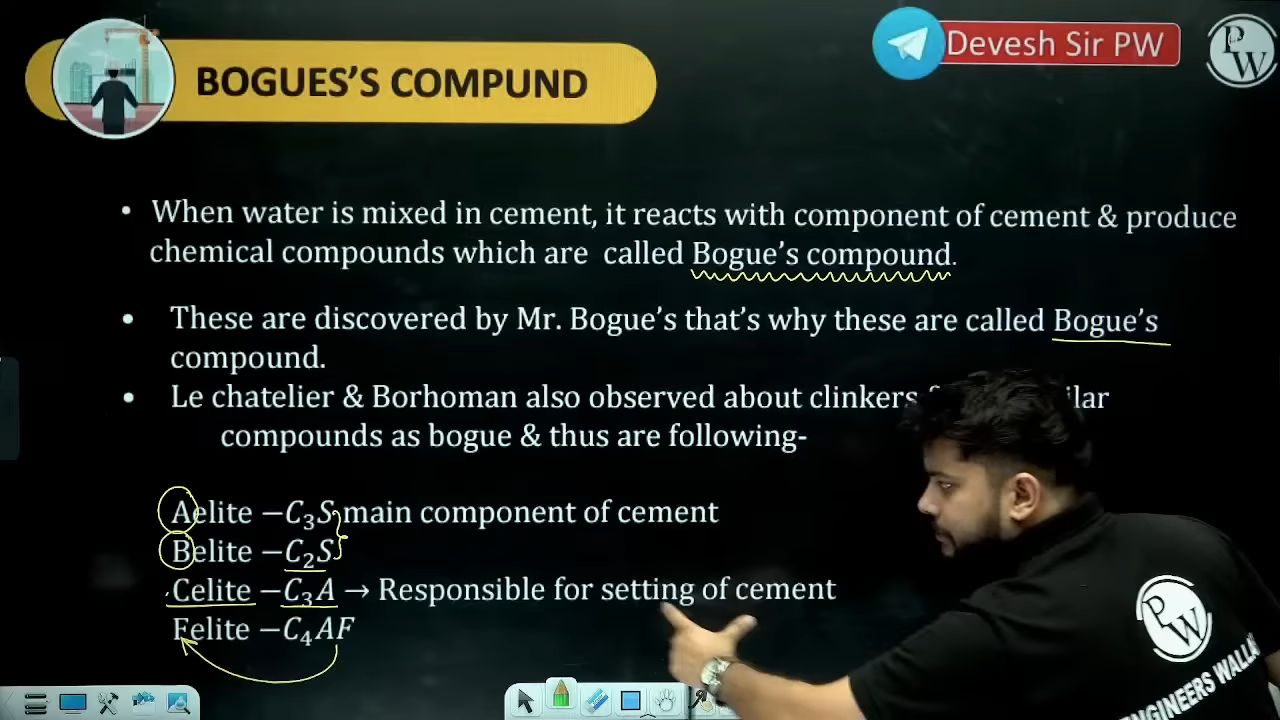 BOGUES'S COMPUND
Devesh Sir PW
PW
• When water is mixed in cement, it reacts with component of cement & produce
chemical compounds which are called Bogue's compound.
• These are discovered by Mr. Bogue's that's why these are called Bogue's
compound.
• Le chatelier & Borhoman also observed about clinkers
compounds as bogue & thus are following-
Aelite −C₃S main component of cement
Belite −C₂S
Celite −C₃A → Responsible for setting of cement
Felite −C₄AF
PW